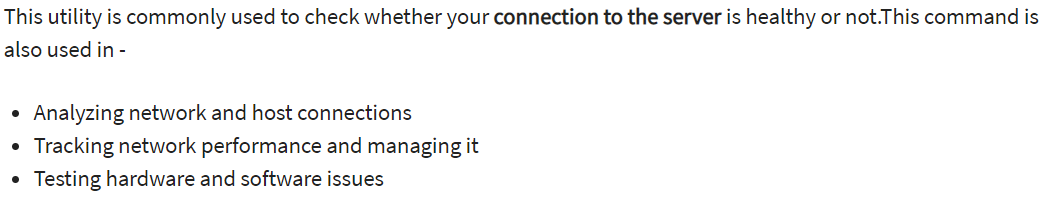 This utility is commonly used to check whether your connection to the server is healthy or not.This command is
also used in -
• Analyzing network and host connections
• Tracking network performance and managing it
• Testing hardware and software issues